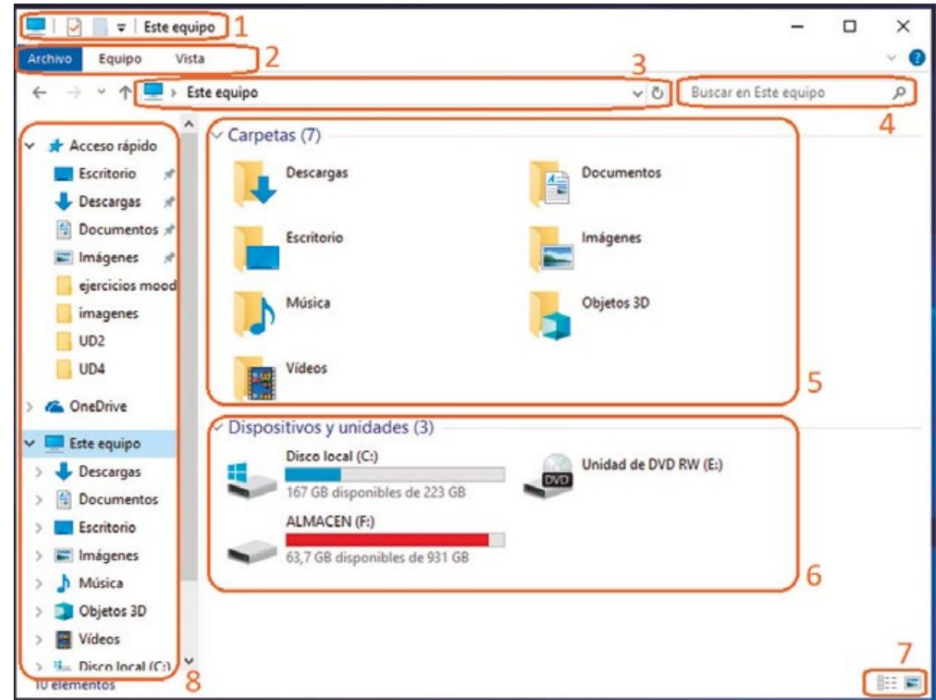 Este equipo 1
Archivo Equipo Vista 2
3
Este equipo
Buscar en Este equipo
4
Acceso rápido
Escritorio
Descargas
Documentos
Imágenes
ejercicios mood
imagenes
UD2
UD4
OneDrive
Este equipo
Descargas
Documentos
Escritorio
Imágenes
Música
Objetos 3D
Vídeos
Disco local (C:)
8
10 elementos
Carpetas (7)
Descargas Documentos
Escritorio Imágenes
Música Objetos 3D
Vídeos
5
Dispositivos y unidades (3)
Disco local (C:)
167 GB disponibles de 223 GB
DVD
Unidad de DVD RW (E:)
ALMACEN (F:)
63,7 GB disponibles de 931 GB
6
7